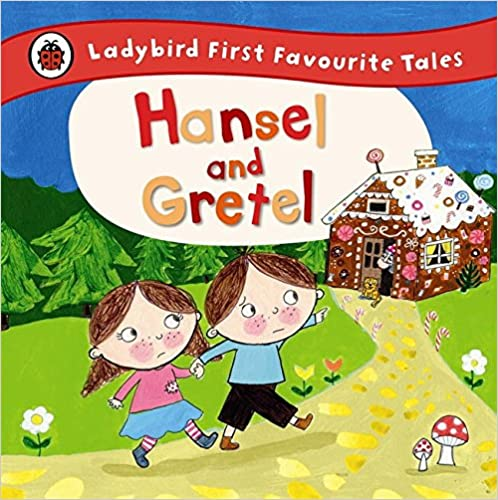 Ladybird First Favourite Tales
Hansel
and
Gretel